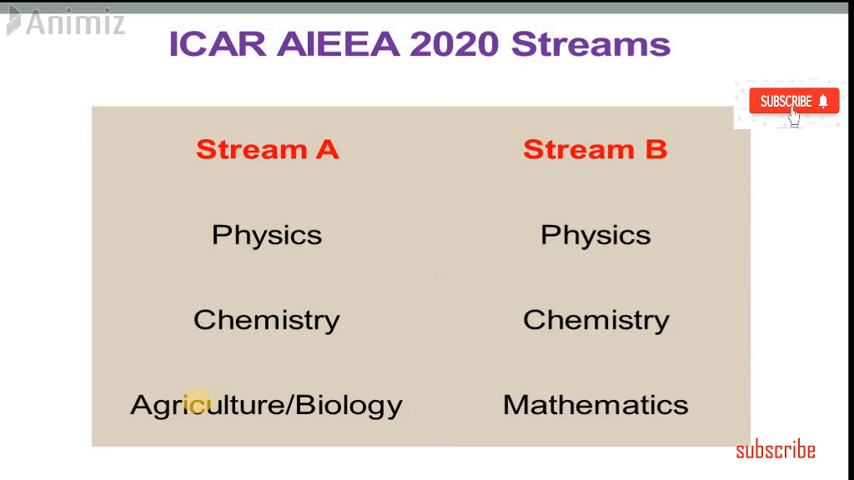 Animiz
ICAR AIEEA 2020 Streams
SUBSCRIBE
Stream A Stream B
Physics Physics
Chemistry Chemistry
Agriculture/Biology Mathematics
subscribe